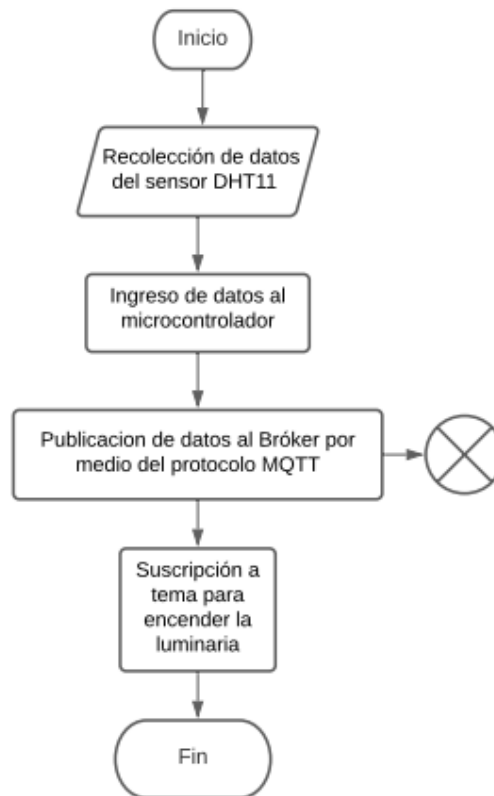 Inicio
Recolección de datos
del sensor DHT11
Ingreso de datos al
microcontrolador
Publicacion de datos al Bróker por
medio del protocolo MQTT
Suscripción a
tema para
encender la
luminaria
Fin